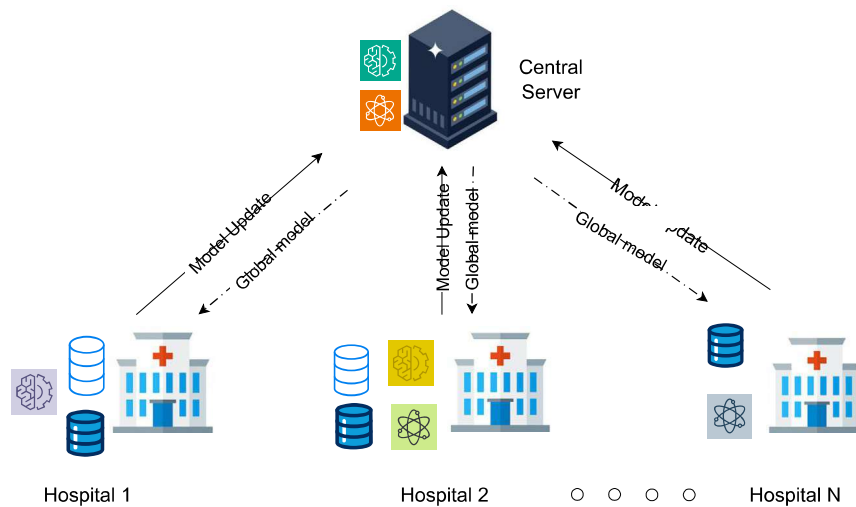 Central
Server
Model Update
Global model
Model Update
Global model
Global model
Hospital 1
Hospital 2
Hospital N